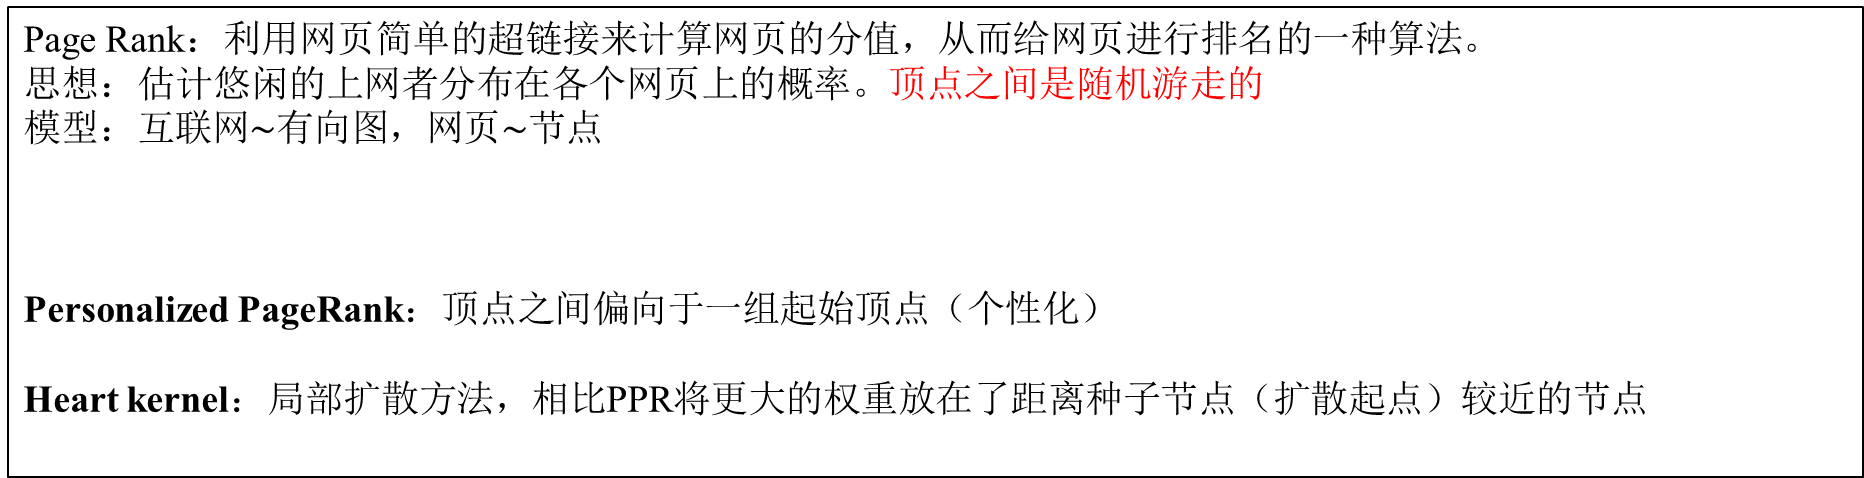 Page Rank：利用网页简单的超链接来计算网页的分值，从而给网页进行排名的一种算法。
思想：估计悠闲的上网者分布在各个网页上的概率。顶点之间是随机游走的
模型：互联网~有向图，网页~节点
Personalized PageRank：顶点之间偏向于一组起始顶点（个性化）
Heart kernel：局部扩散方法，相比PPR将更大的权重放在了距离种子节点（扩散起点）较近的节点